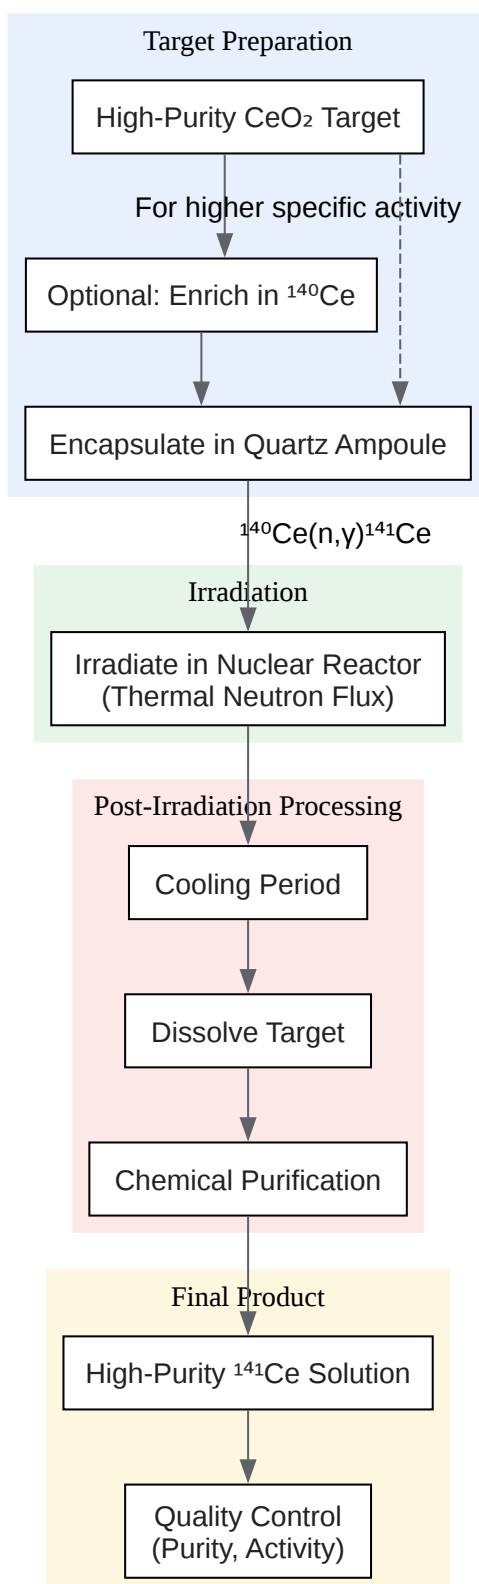 Target Preparation
High-Purity CeO₂ Target
For higher specific activity
Optional: Enrich in ¹⁴⁰Ce
Encapsulate in Quartz Ampoule
¹⁴⁰Ce(n,γ)¹⁴¹Ce
Irradiation
Irradiate in Nuclear Reactor
(Thermal Neutron Flux)
Post-Irradiation Processing
Cooling Period
Dissolve Target
Chemical Purification
Final Product
High-Purity ¹⁴¹Ce Solution
Quality Control
(Purity, Activity)